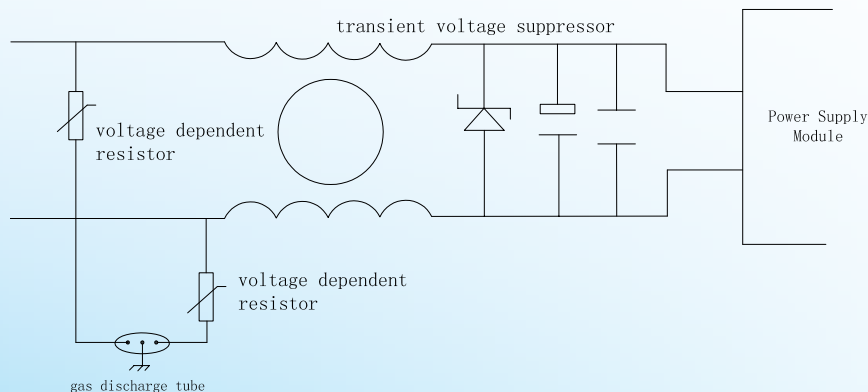 transient voltage suppressor
voltage dependent
resistor
Power Supply
Module
voltage dependent
resistor
gas discharge tube